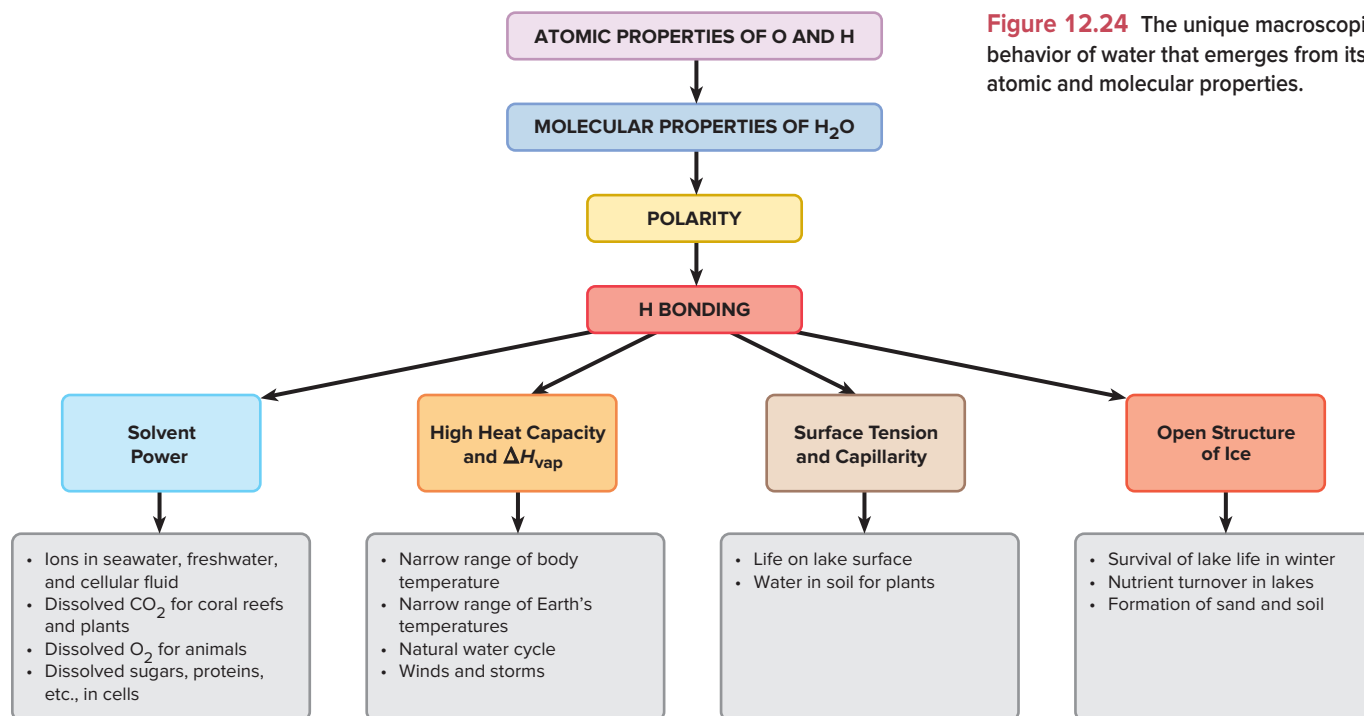 ATOMIC PROPERTIES OF O AND H
Figure 12.24 The unique macroscopi
behavior of water that emerges from its
atomic and molecular properties.
MOLECULAR PROPERTIES OF H₂O
POLARITY
H BONDING
Solvent
Power
High Heat Capacity
and ΔHvap
Surface Tension
and Capillarity
Open Structure
of Ice
• Ions in seawater, freshwater,
and cellular fluid
• Dissolved CO₂ for coral reefs
and plants
• Dissolved O₂ for animals
• Dissolved sugars, proteins,
etc., in cells
• Narrow range of body
temperature
• Narrow range of Earth's
temperatures
• Natural water cycle
• Winds and storms
• Life on lake surface
• Water in soil for plants
• Survival of lake life in winter
• Nutrient turnover in lakes
• Formation of sand and soil